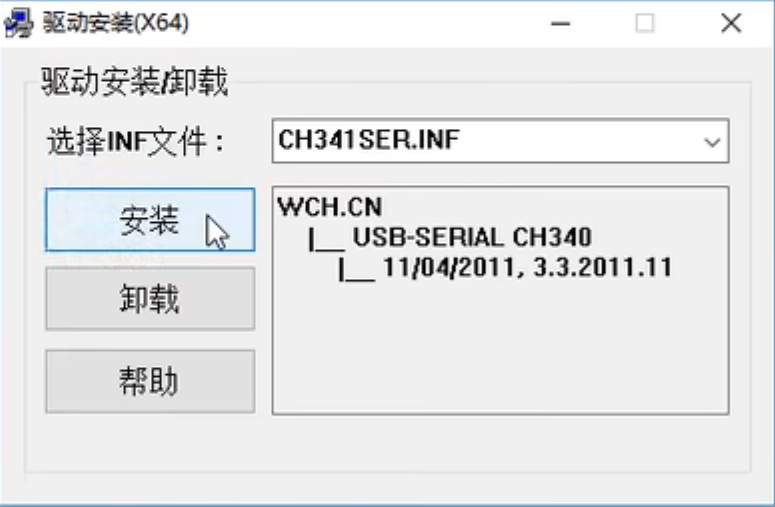 驱动安装(X64)
驱动安装/卸载
选择INF文件：
CH341SER.INF
安装
WCH.CN
|__ USB-SERIAL CH340
|__ 11/04/2011, 3.3.2011.11
卸载
帮助